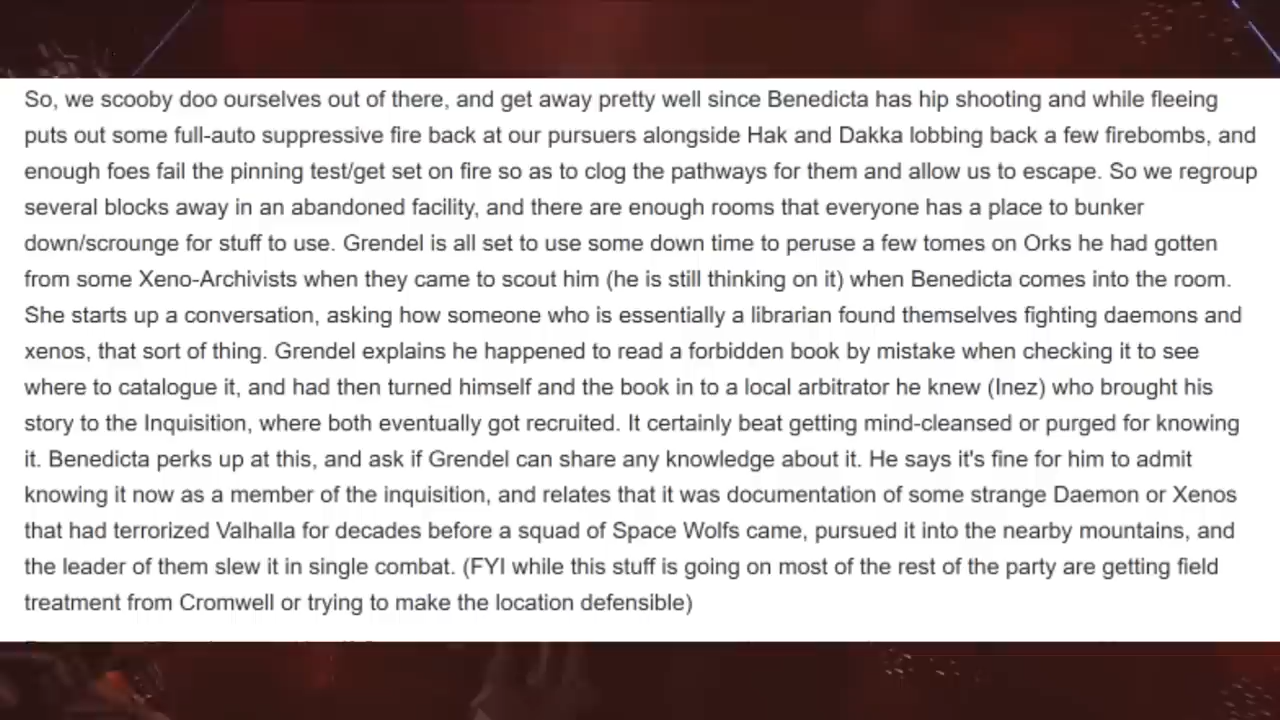 So, we scooby doo ourselves out of there, and get away pretty well since Benedicta has hip shooting and while fleeing
puts out some full-auto suppressive fire back at our pursuers alongside Hak and Dakka lobbing back a few firebombs, and
enough foes fail the pinning test/get set on fire so as to clog the pathways for them and allow us to escape. So we regroup
several blocks away in an abandoned facility, and there are enough rooms that everyone has a place to bunker
down/scrounge for stuff to use. Grendel is all set to use some down time to peruse a few tomes on Orks he had gotten
from some Xeno-Archivists when they came to scout him (he is still thinking on it) when Benedicta comes into the room.
She starts up a conversation, asking how someone who is essentially a librarian found themselves fighting daemons and
xenos, that sort of thing. Grendel explains he happened to read a forbidden book by mistake when checking it to see
where to catalogue it, and had then turned himself and the book in to a local arbitrator he knew (Inez) who brought his
story to the Inquisition, where both eventually got recruited. It certainly beat getting mind-cleansed or purged for knowing
it. Benedicta perks up at this, and ask if Grendel can share any knowledge about it. He says it's fine for him to admit
knowing it now as a member of the inquisition, and relates that it was documentation of some strange Daemon or Xenos
that had terrorized Valhalla for decades before a squad of Space Wolfs came, pursued it into the nearby mountains, and
the leader of them slew it in single combat. (FYI while this stuff is going on most of the rest of the party are getting field
treatment from Cromwell or trying to make the location defensible)